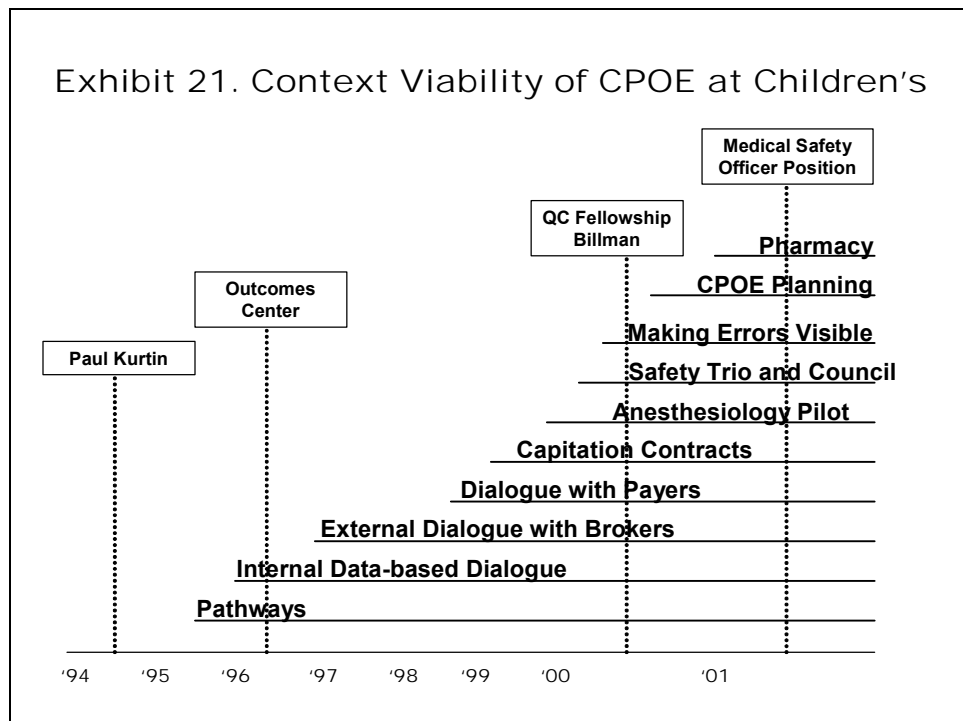 Exhibit 21. Context Viability of CPOE at Children's
Medical Safety
Officer Position
QC Fellowship
Billman
Pharmacy
CPOE Planning
Outcomes
Center
Making Errors Visible
Paul Kurtin
Safety Trio and Council
Anesthesiology Pilot
Capitation Contracts
Dialogue with Payers
External Dialogue with Brokers
Internal Data-based Dialogue
Pathways
'94 '95 '96 '97 '98 '99 '00 '01